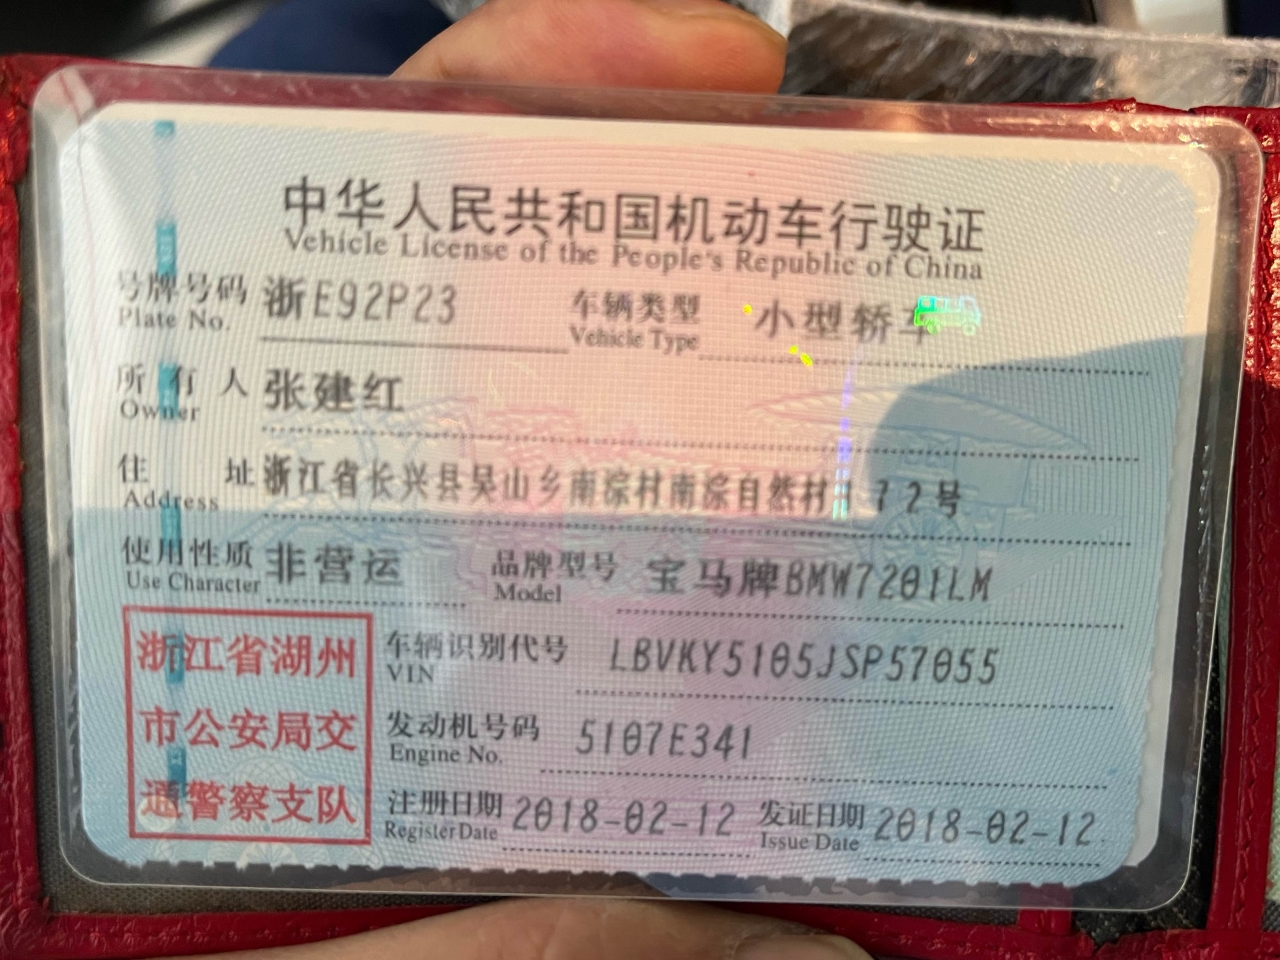 中华人民共和国机动车行驶证
Vehicle License of the People's Republic of China
号牌号码 浙E92P23 车辆类型 小型轿车
Plate No. Vehicle Type
所有人 张建红
Owner
住址 浙江省长兴县吴山乡南淙村南淙自然村 72号
Address
使用性质 非营运 品牌型号 宝马牌BMW7201LM
Use Character Model
浙江省湖州
市公安局交
通警察支队
车辆识别代号 LBVKY5105JSP57055
VIN
发动机号码 5107E341
Engine No.
注册日期 2018-02-12 发证日期 2018-02-12
Register Date Issue Date